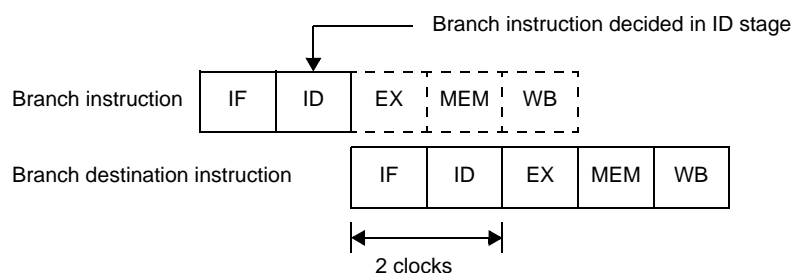 Branch instruction decided in ID stage
Branch instruction IF ID EX MEM WB
Branch destination instruction IF ID EX MEM WB
2 clocks